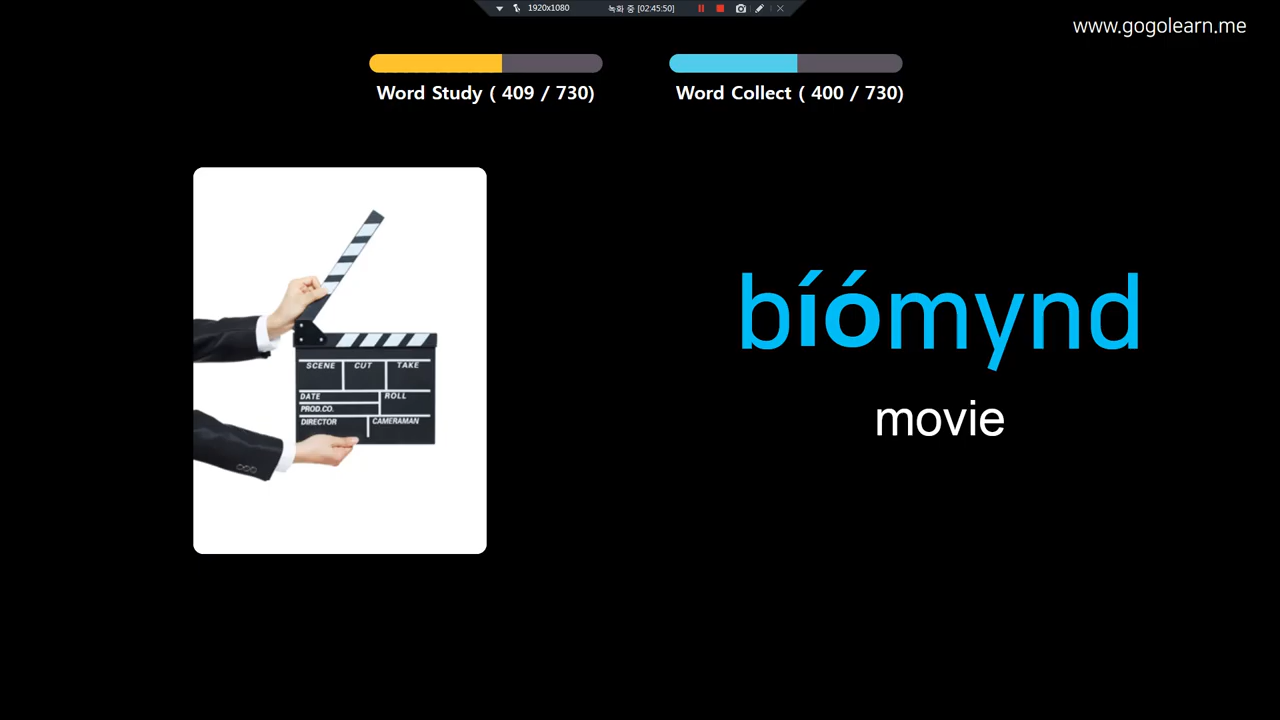 1920x1080 녹화 중 [02:45:50]
www.gogolearn.me
Word Study ( 409 / 730)
Word Collect ( 400 / 730)
SCENE CUT TAKE
DATE ROLL
PROD.CO.
DIRECTOR CAMERAMAN
bíómynd
movie